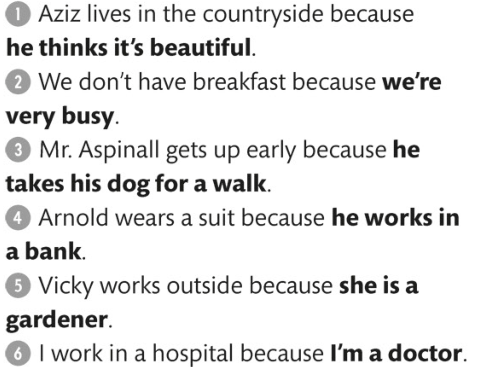 1 Aziz lives in the countryside because
he thinks it's beautiful.
2 We don't have breakfast because we're
very busy.
3 Mr. Aspinall gets up early because he
takes his dog for a walk.
4 Arnold wears a suit because he works in
a bank.
5 Vicky works outside because she is a
gardener.
6 I work in a hospital because I'm a doctor.